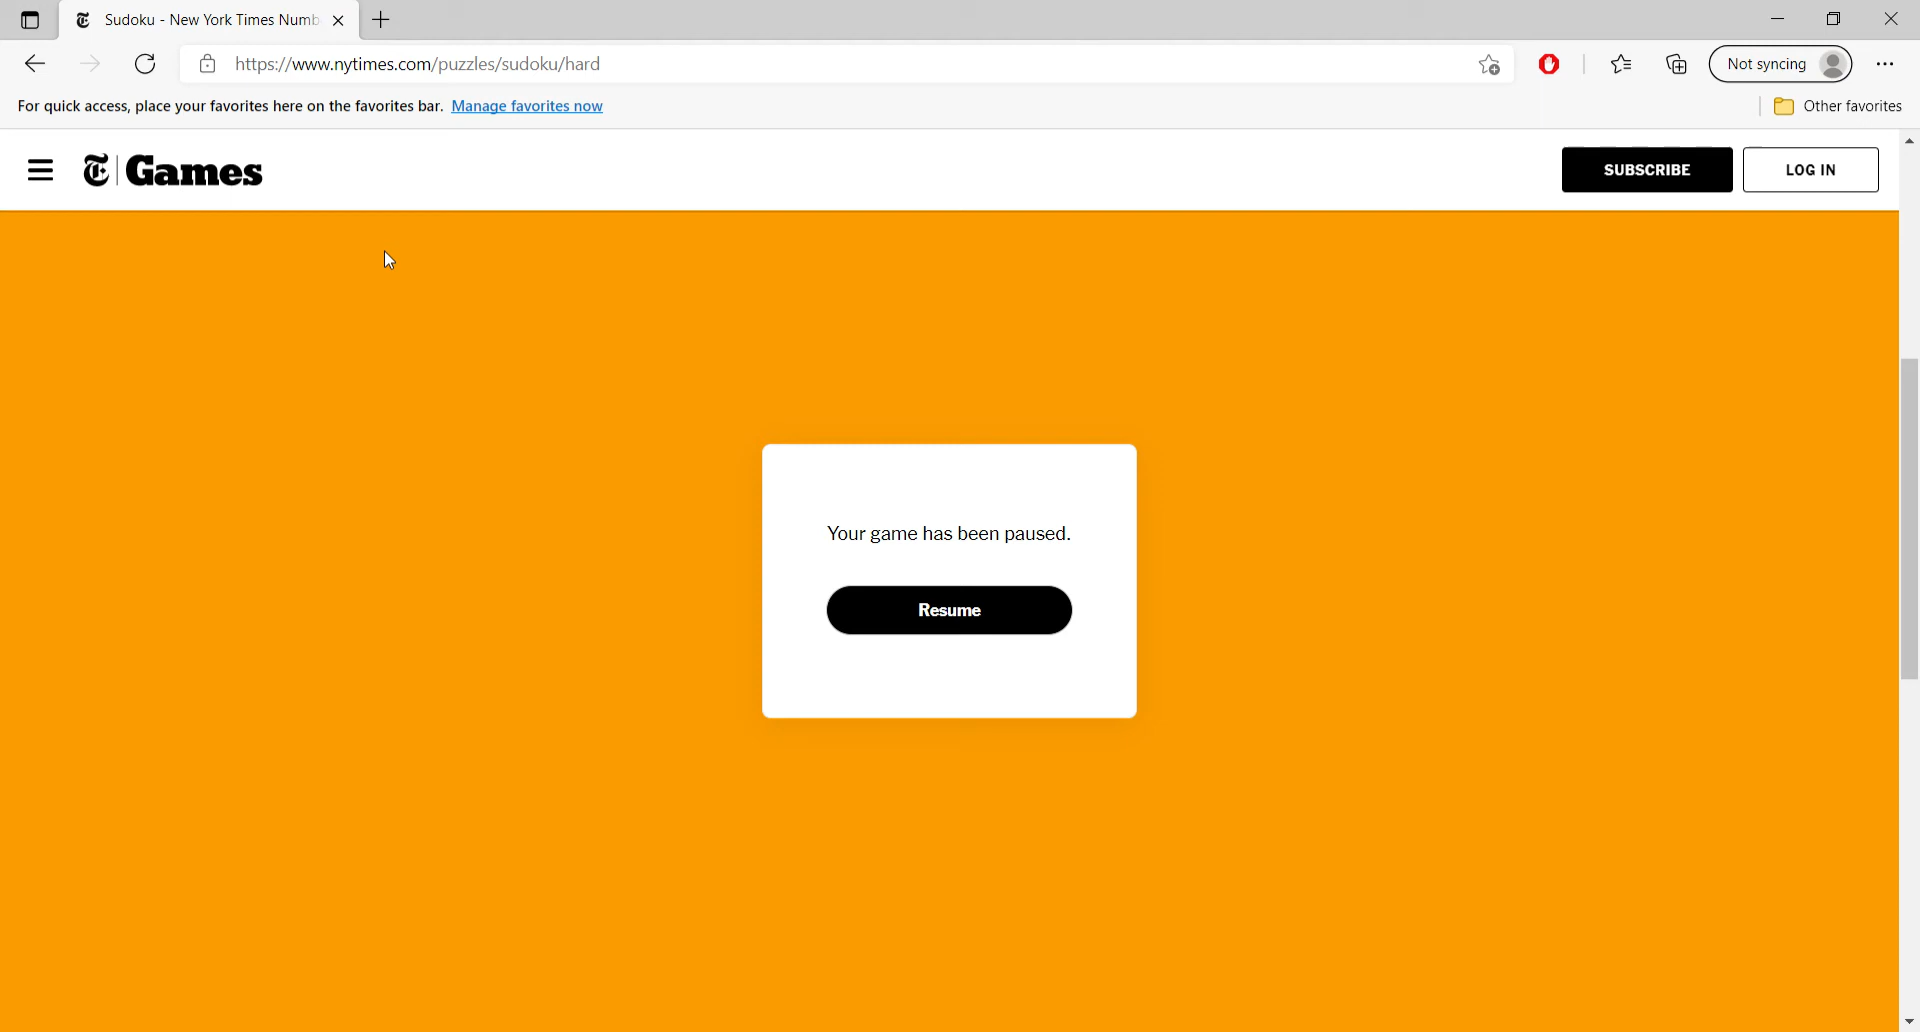 Sudoku - New York Times Numb
https://www.nytimes.com/puzzles/sudoku/hard
Not syncing
For quick access, place your favorites here on the favorites bar. Manage favorites now
Other favorites
T Games
SUBSCRIBE
LOG IN
Your game has been paused.
Resume